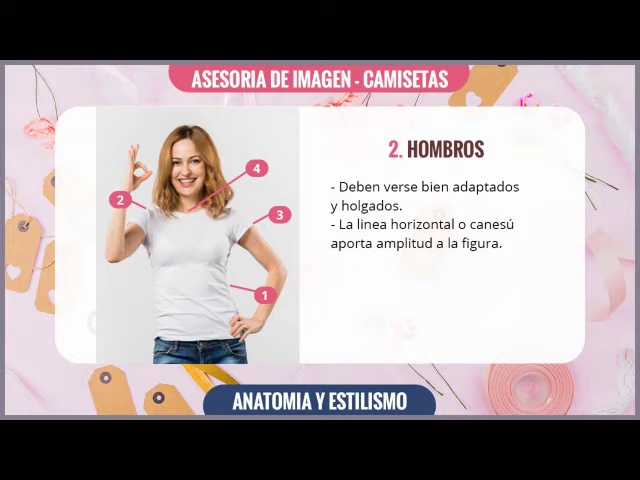 ASESORIA DE IMAGEN - CAMISETAS
2. HOMBROS
- Deben verse bien adaptados
y holgados.
- La linea horizontal o canesú
aporta amplitud a la figura.
4
2
3
1
ANATOMIA Y ESTILISMO